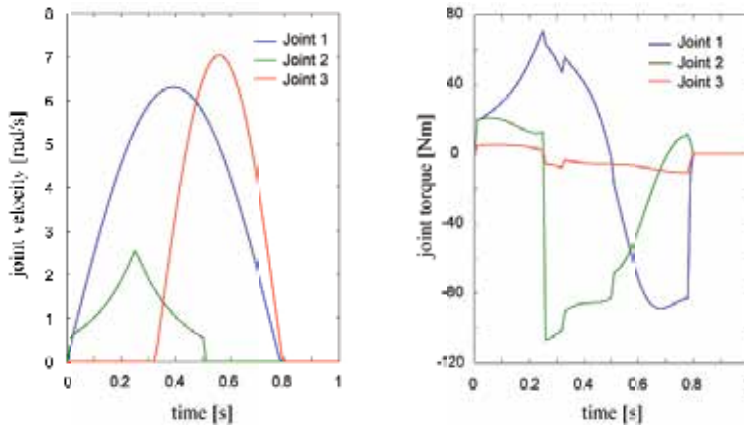 8
7
6
5
4
3
2
1
0
joint velocity [rad/s]
Joint 1
Joint 2
Joint 3
0
0.2
0.4
0.6
0.8
1
time [s]
80
40
0
-40
-80
-120
joint torque [Nm]
Joint 1
Joint 2
Joint 3
0
0.2
0.4
0.6
0.8
time [s]